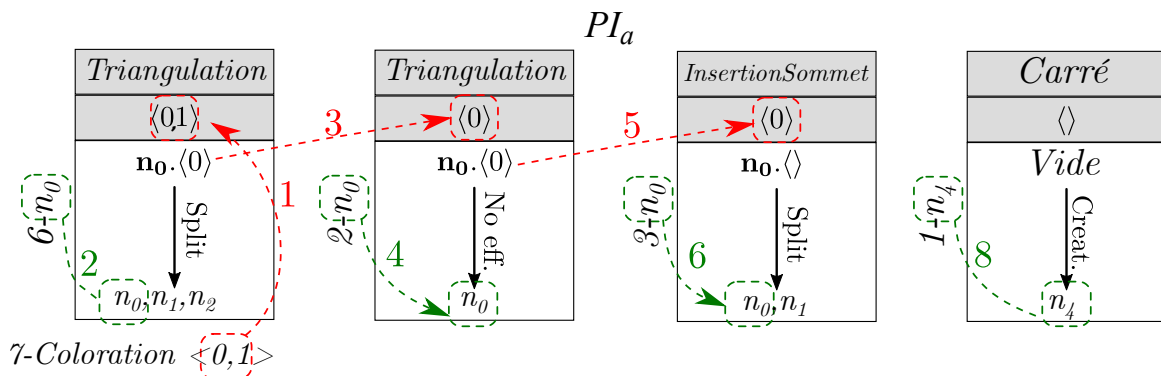 PI_a
Triangulation
⟨0,1⟩
n₀.⟨0⟩
6-n₀
Split
1
2
n₀,n₁,n₂
7-Coloration <0,1>
3
Triangulation
⟨0⟩
n₀.⟨0⟩
2-n₀
No eff.
4
n₀
5
InsertionSommet
⟨0⟩
n₀.⟨⟩
3-n₀
Split
6
n₀,n₁
Carré
⟨⟩
Vide
1-n₄
Creat.
8
n₄